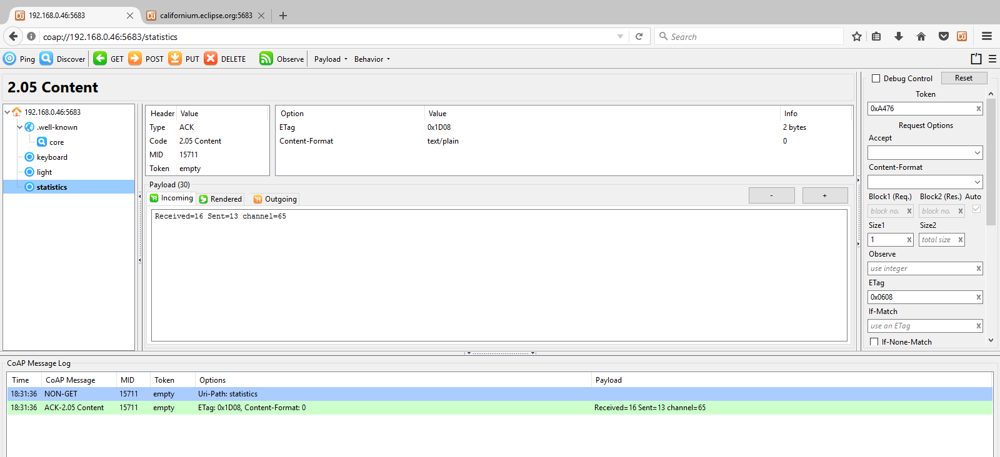 192.168.0.46:5683
californium.eclipse.org:5683
coap://192.168.0.46:5683/statistics
Search
Ping Discover GET POST PUT DELETE Observe Payload Behavior
2.05 Content
Debug Control Reset
192.168.0.46:5683
.well-known
core
keyboard
light
statistics
Header Value
Type ACK
Code 2.05 Content
MID 15711
Token empty
Option Value Info
ETag 0x1D08 2 bytes
Content-Format text/plain 0
Payload (30)
Incoming Rendered Outgoing - +
Received=16 Sent=13 channel=65
Token
0xA476 x
Request Options
Accept
Content-Format
Block1 (Req.) Block2 (Res.) Auto
block no. x block no. x
Size1 Size2
1 x total size x
Observe
use integer x
ETag
0x0608 x
If-Match
use an ETag x
If-None-Match
CoAP Message Log
Time CoAP Message MID Token Options Payload
18:31:36 NON-GET 15711 empty Uri-Path: statistics
18:31:36 ACK-2.05 Content 15711 empty ETag: 0x1D08, Content-Format: 0 Received=16 Sent=13 channel=65